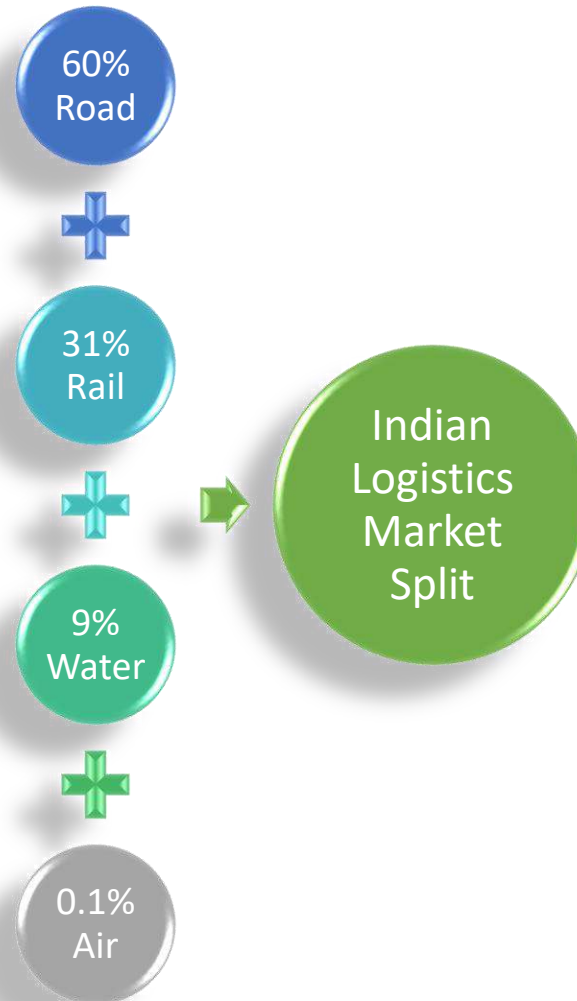 60%
Road
31%
Rail
9%
Water
0.1%
Air
Indian
Logistics
Market
Split